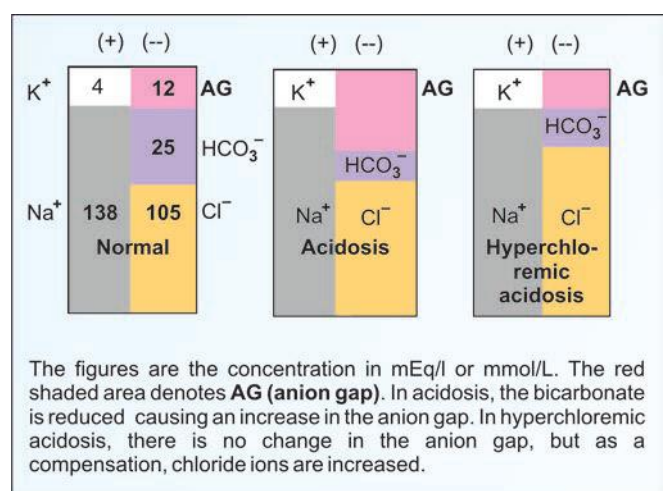 (+) (--) (+) (--) (+) (--)
K⁺ 4 12 AG K⁺ AG K⁺ AG
25 HCO₃⁻ HCO₃⁻ HCO₃⁻
Na⁺ 138 105 Cl⁻ Na⁺ Cl⁻ Na⁺ Cl⁻
Normal Acidosis Hyperchlo-
remic
acidosis
The figures are the concentration in mEq/l or mmol/L. The red
shaded area denotes AG (anion gap). In acidosis, the bicarbonate
is reduced causing an increase in the anion gap. In hyperchloremic
acidosis, there is no change in the anion gap, but as a
compensation, chloride ions are increased.